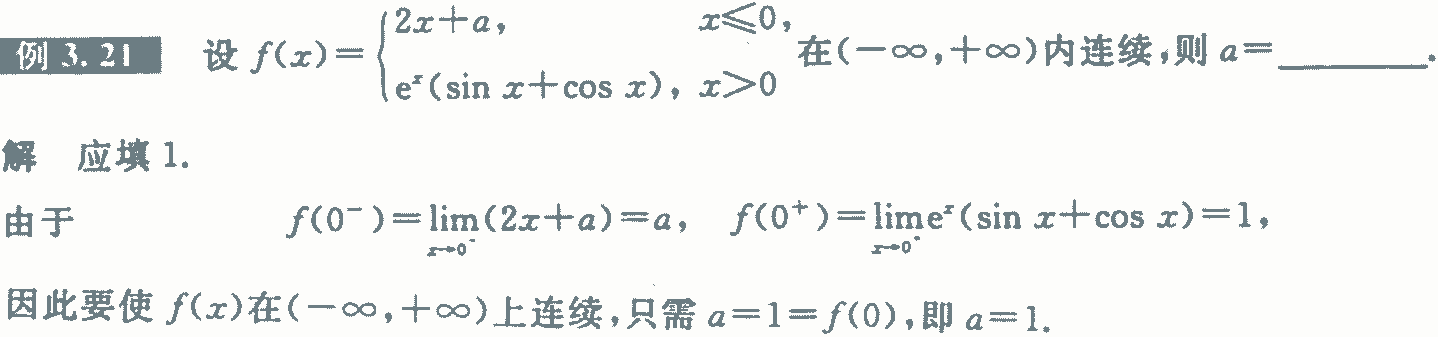 例 3.21 设 f(x)={2x+a, x⩽0, e^x(sin x+cos x), x>0 在(-∞,+∞)内连续,则 a=________.
解 应填 1.
由于 f(0⁻)=lim_{x→0⁻}(2x+a)=a, f(0⁺)=lim_{x→0⁺}e^x(sin x+cos x)=1,
因此要使 f(x)在(-∞,+∞)上连续,只需 a=1=f(0),即 a=1.